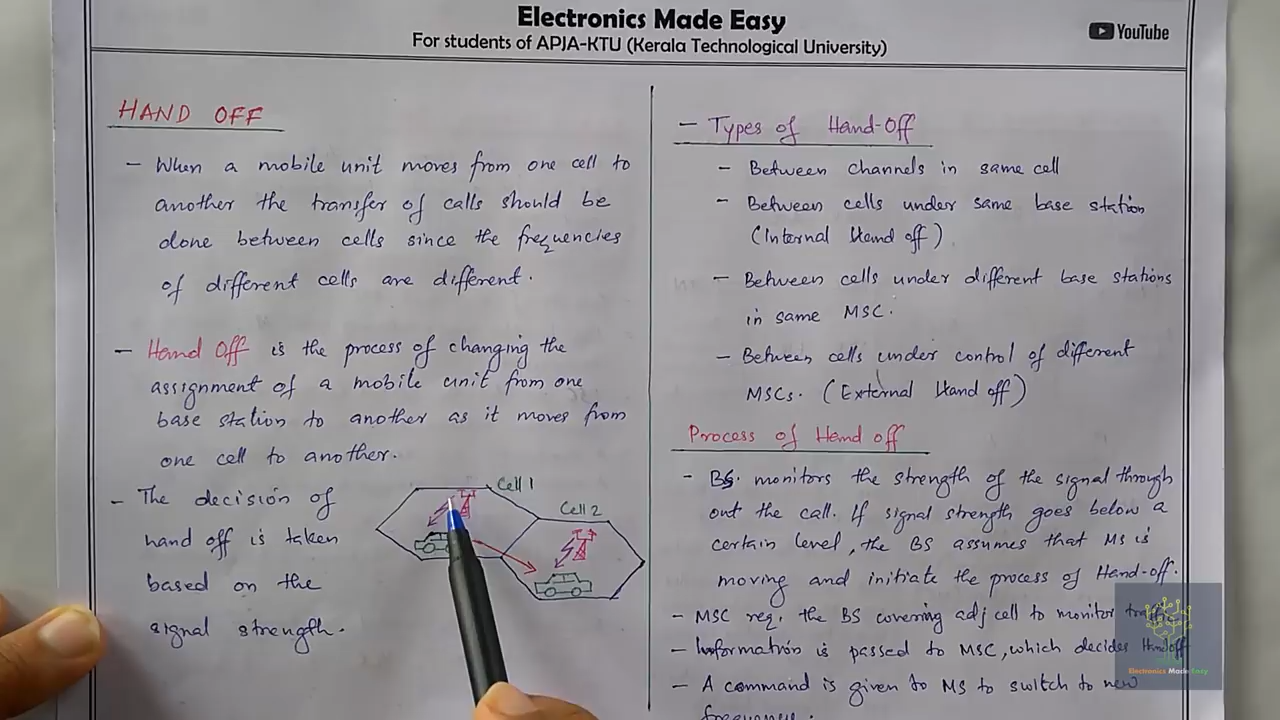 Electronics Made Easy
For students of APJA-KTU (Kerala Technological University)
YouTube
HAND OFF
- When a mobile unit moves from one cell to
another the transfer of calls should be
done between cells since the frequencies
of different cells are different.
- Hand Off is the process of changing the
assignment of a mobile unit from one
base station to another as it moves from
one cell to another.
- The decision of
hand off is taken
based on the
signal strength.
Cell 1
Cell 2
- Types of Hand-Off
- Between channels in same cell
- Between cells under same base station
(Internal Hand off)
- Between cells under different base stations
in same MSC.
- Between cells under control of different
MSCs. (External Hand off)
Process of Hand off
- BS. monitors the strength of the signal through
out the call. If signal strength goes below a
certain level, the BS assumes that MS is
moving and initiate the process of Hand-off.
- MSC req. the BS covering adj cell to monitor traffic
- Information is passed to MSC, which decides Handoff
- A command is given to MS to switch to new
frequency.
Electronics Made Easy